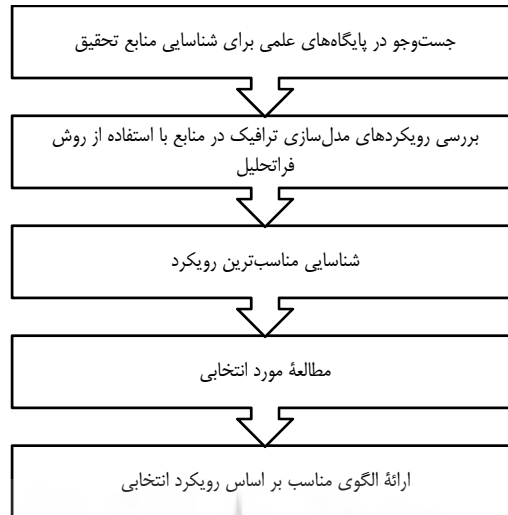 جست‌وجو در پایگاه‌های علمی برای شناسایی منابع تحقیق
بررسی رویکردهای مدل‌سازی ترافیک در منابع با استفاده از روش
فراتحلیل
شناسایی مناسب‌ترین رویکرد
مطالعهٔ مورد انتخابی
ارائهٔ الگوی مناسب بر اساس رویکرد انتخابی